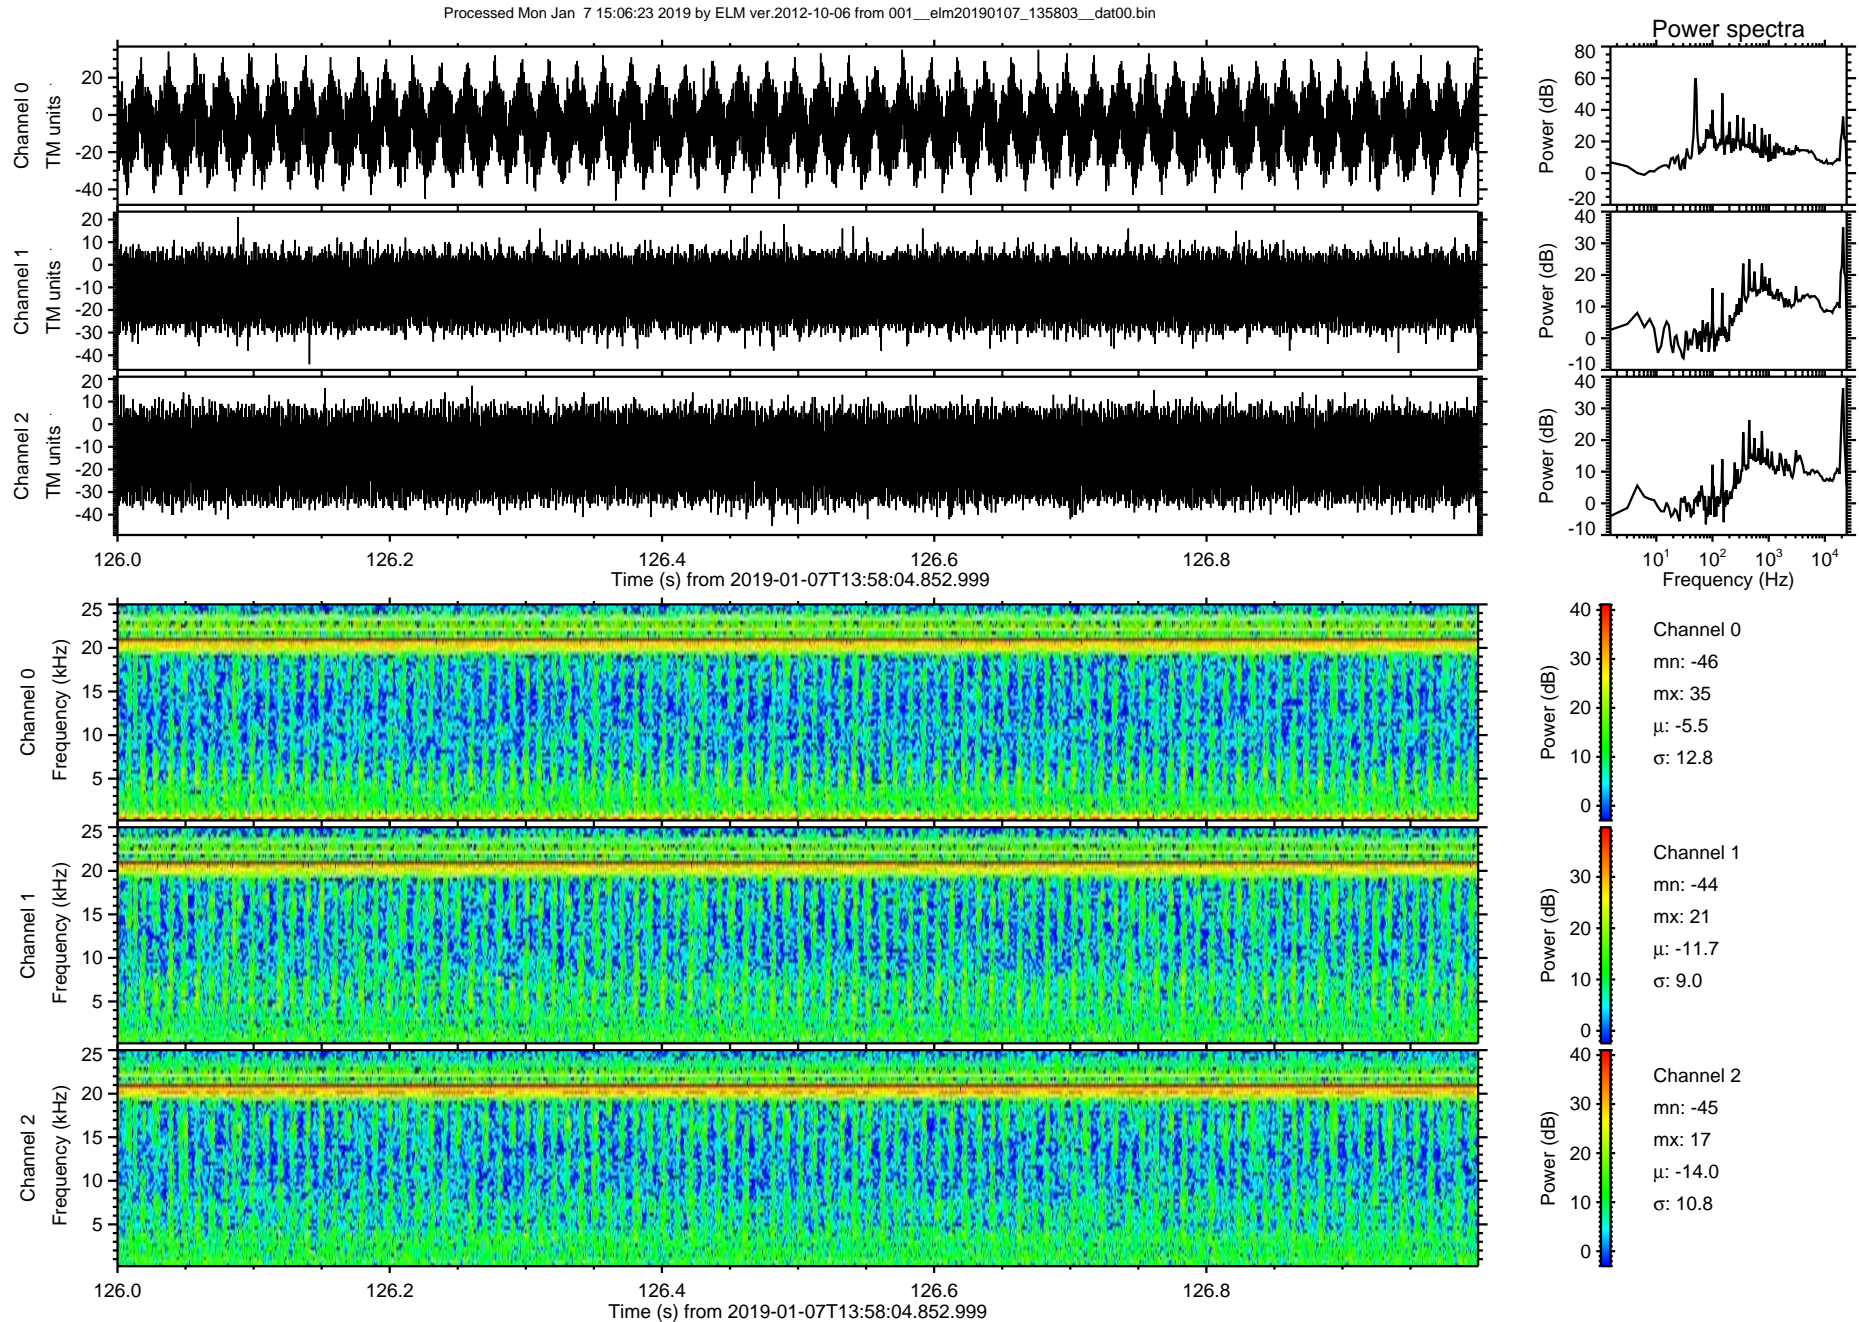 Processed Mon Jan  7 15:06:23 2019 by ELM ver.2012-10-06 from 001__elm20190107_135803__dat00.bin
Power spectra
Channel 0
TM units
20
0
-20
-40
Power (dB)
80
60
40
20
0
-20
Channel 1
TM units
20
10
0
-10
-20
-30
-40
Power (dB)
40
30
20
10
0
-10
Channel 2
TM units
20
10
0
-10
-20
-30
-40
Power (dB)
40
30
20
10
0
-10
126.0 126.2 126.4 126.6 126.8
Time (s) from 2019-01-07T13:58:04.852.999
10¹ 10² 10³ 10⁴
Frequency (Hz)
Channel 0
Frequency (kHz)
25
20
15
10
5
Power (dB)
40
30
20
10
0
Channel 0
mn: -46
mx: 35
μ: -5.5
σ: 12.8
Channel 1
Frequency (kHz)
25
20
15
10
5
Power (dB)
30
20
10
0
Channel 1
mn: -44
mx: 21
μ: -11.7
σ: 9.0
Channel 2
Frequency (kHz)
25
20
15
10
5
Power (dB)
40
30
20
10
0
Channel 2
mn: -45
mx: 17
μ: -14.0
σ: 10.8
126.0 126.2 126.4 126.6 126.8
Time (s) from 2019-01-07T13:58:04.852.999